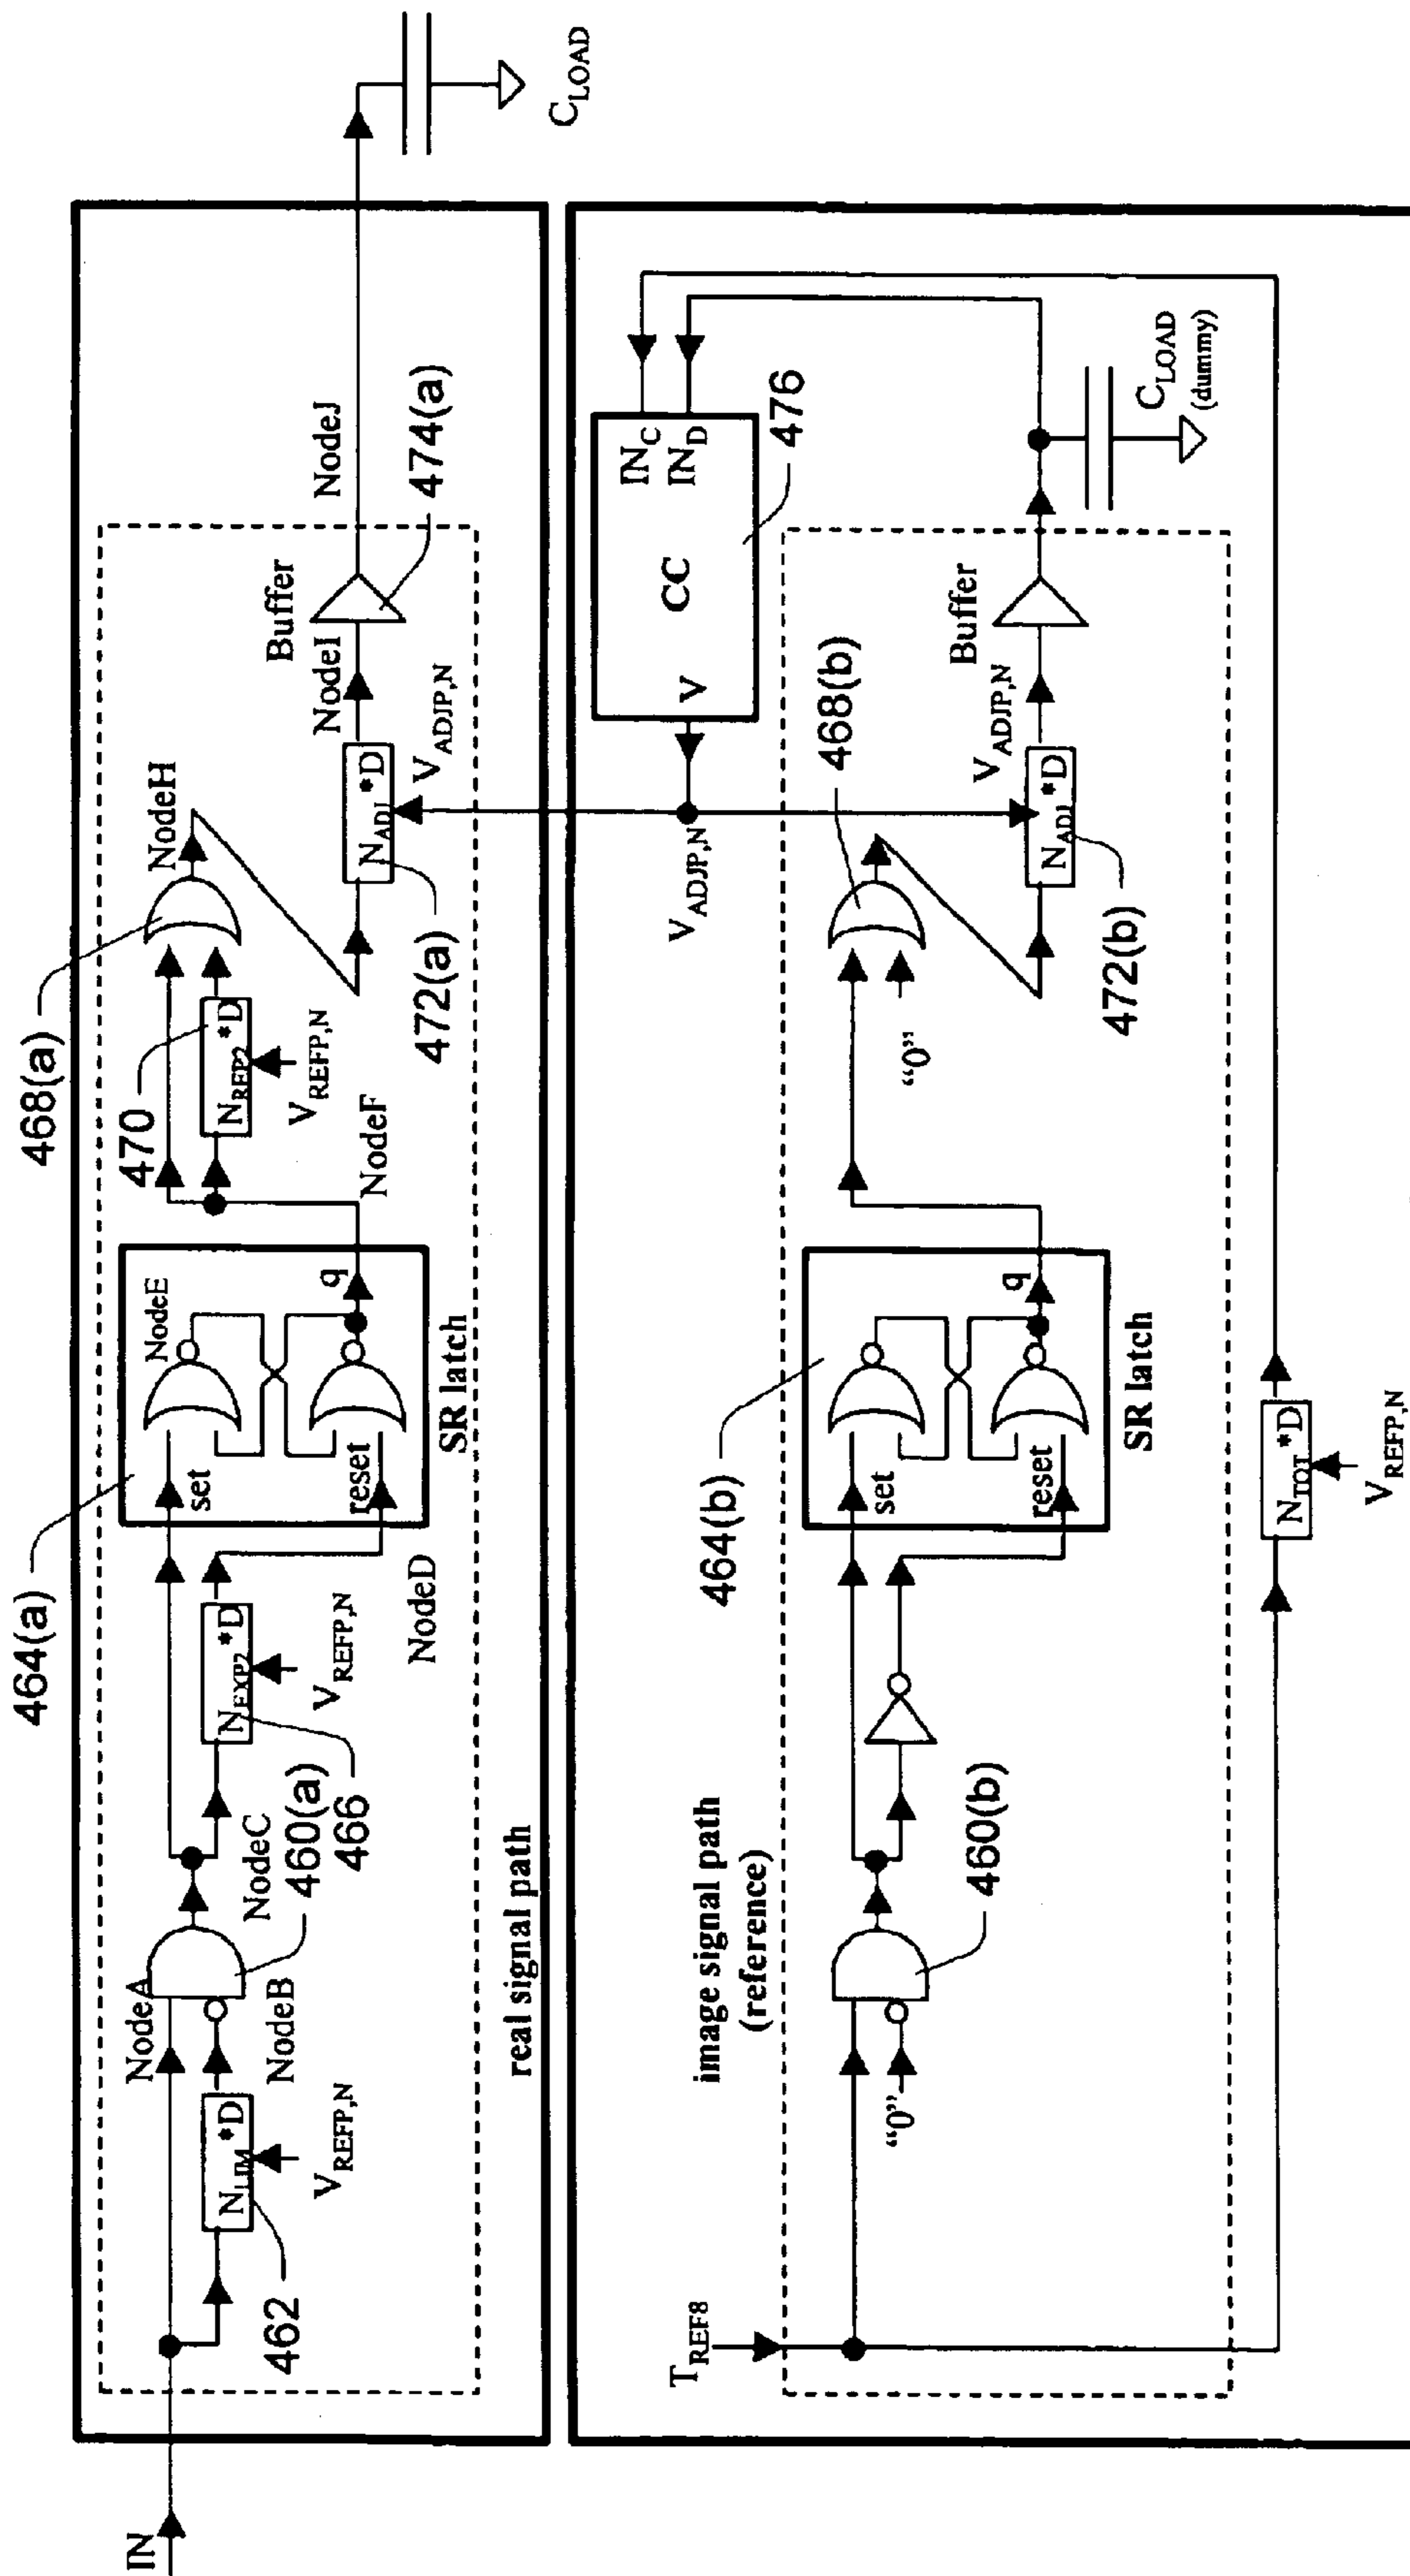 IN
462
N_LIM *D
V_REFP,N
NodeA
NodeB
NodeC
460(a)
466
N_EXP2 *D
V_REFP,N
NodeD
464(a)
set
reset
NodeE
q
SR latch
NodeF
470
N_REP2 *D
V_REFP,N
468(a)
NodeH
472(a)
N_ADJ *D
V_ADJP,N
NodeI
Buffer
474(a)
NodeJ
C_LOAD
real signal path
image signal path
(reference)
T_REF8
"0"
460(b)
464(b)
set
reset
q
SR latch
"0"
468(b)
472(b)
N_ADJ *D
V_ADJP,N
V_ADJP,N
Buffer
V
CC
IN_C
IN_D
476
C_LOAD
(dummy)
N_TOT *D
V_REFP,N